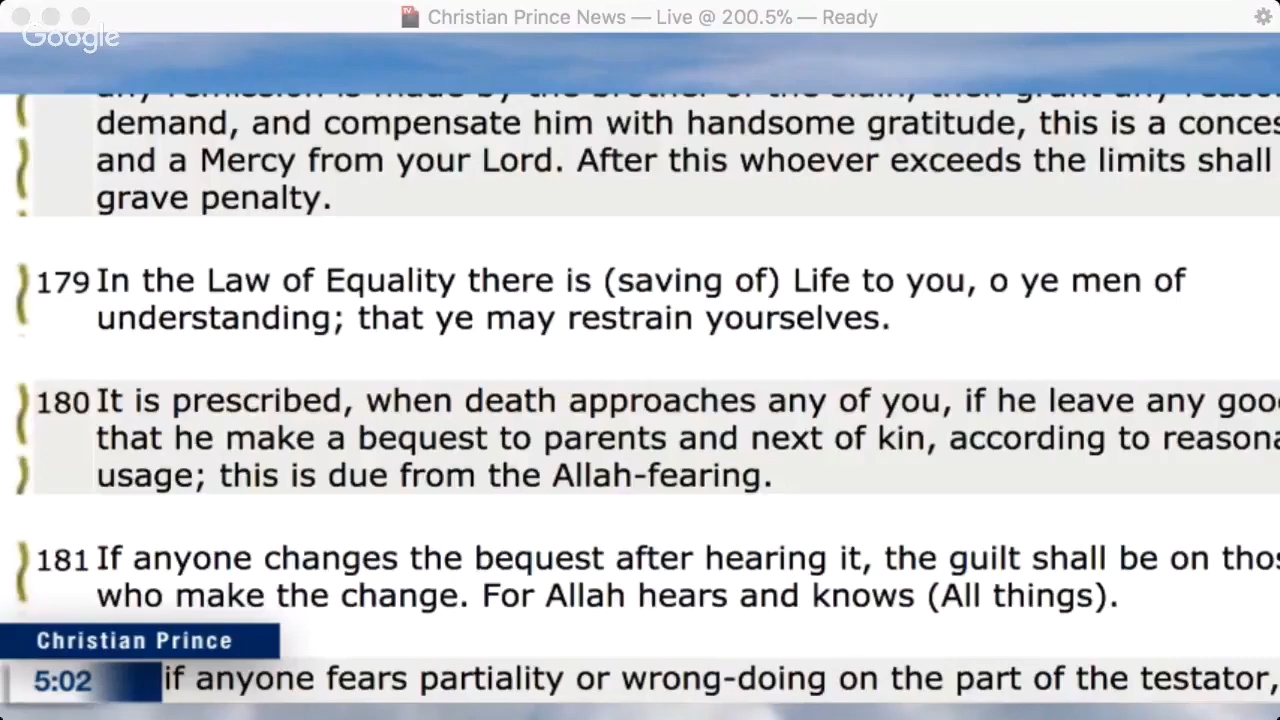 Christian Prince News — Live @ 200.5% — Ready
Google
demand, and compensate him with handsome gratitude, this is a
and a Mercy from your Lord. After this whoever exceeds the limits shall
grave penalty.
179 In the Law of Equality there is (saving of) Life to you, o ye men of
understanding; that ye may restrain yourselves.
180 It is prescribed, when death approaches any of you, if he leave any
that he make a bequest to parents and next of kin, according to
usage; this is due from the Allah-fearing.
181 If anyone changes the bequest after hearing it, the guilt shall be on
who make the change. For Allah hears and knows (All things).
Christian Prince
5:02
if anyone fears partiality or wrong-doing on the part of the testator,